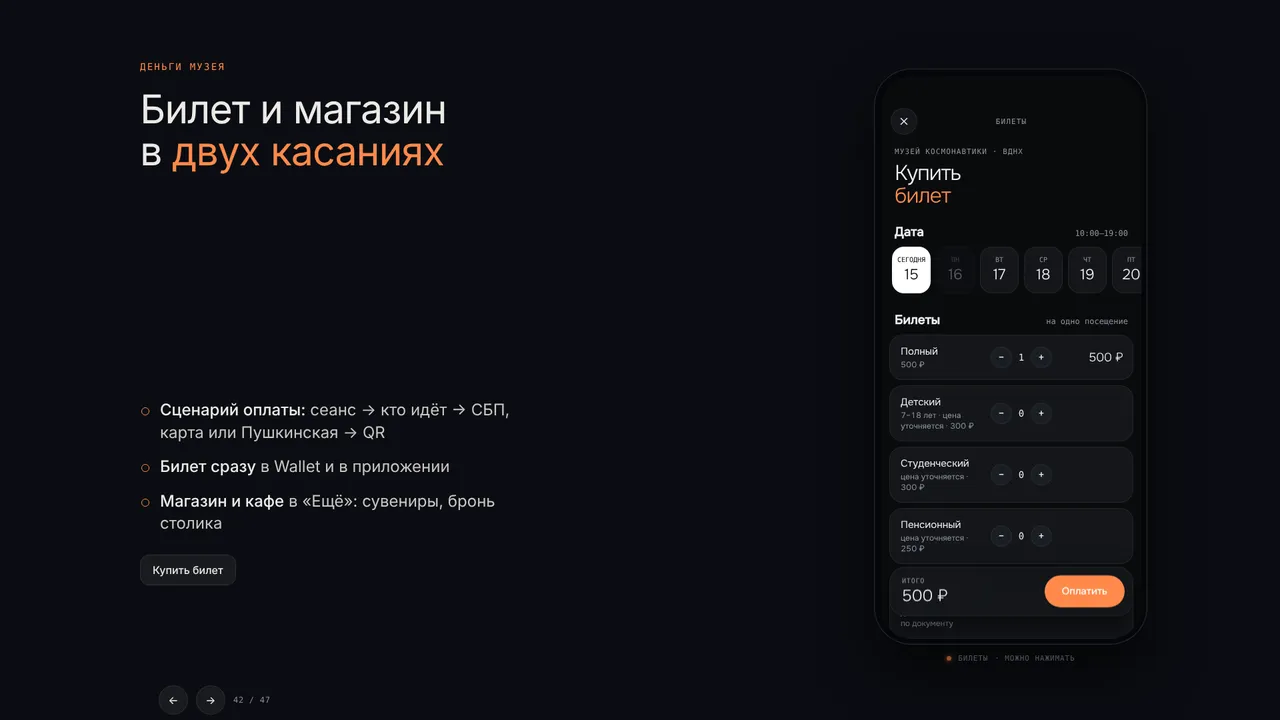 ДЕНЬГИ МУЗЕЯ
Билет и магазин
в двух касаниях
Сценарий оплаты: сеанс → кто идёт → СБП,
карта или Пушкинская → QR
Билет сразу в Wallet и в приложении
Магазин и кафе в «Ещё»: сувениры, бронь
столика
Купить билет
← → 42 / 47
× БИЛЕТЫ
МУЗЕЙ КОСМОНАВТИКИ · ВДНХ
Купить
билет
Дата 10:00–19:00
СЕГОДНЯ ПН ВТ СР ЧТ ПТ
15 16 17 18 19 20
Билеты на одно посещение
Полный
500 ₽
− 1 + 500 ₽
Детский
7–18 лет · цена
уточняется · 300 ₽
− 0 +
Студенческий
цена уточняется ·
300 ₽
− 0 +
Пенсионный
цена уточняется ·
250 ₽
− 0 +
ИТОГО
500 ₽
Оплатить
по документу
БИЛЕТЫ · МОЖНО НАЖИМАТЬ